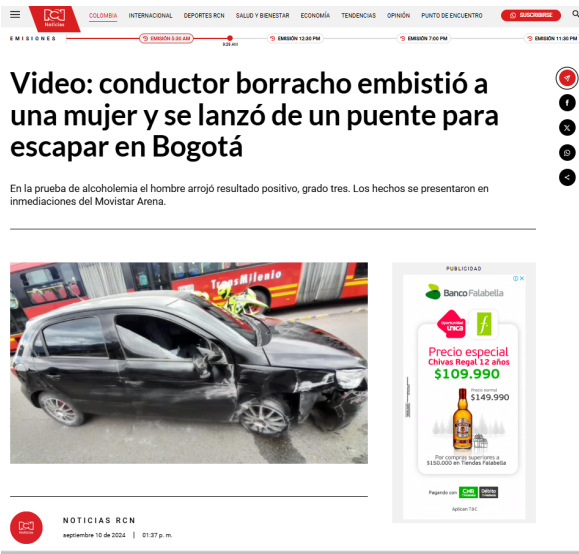 RCN
Noticias
COLOMBIA INTERNACIONAL DEPORTES RCN SALUD Y BIENESTAR ECONOMÍA TENDENCIAS OPINIÓN PUNTO DE ENCUENTRO SUSCRIBIRSE
EMISIONES EMISIÓN 5:30 AM EMISIÓN 12:30 PM EMISIÓN 7:00 PM EMISIÓN 11:30 PM
Video: conductor borracho embistió a
una mujer y se lanzó de un puente para
escapar en Bogotá
En la prueba de alcoholemia el hombre arrojó resultado positivo, grado tres. Los hechos se presentaron en
inmediaciones del Movistar Arena.
TransMilenio
PUBLICIDAD
Banco Falabella
Oportunidad
única
f
Precio especial
Chivas Regal 12 años
$109.990
Precio normal
$149.990
Por compras superiores a
$150.000 en Tiendas Falabella
Pagando con CMR Débito
Aplican T&C
NOTICIAS RCN
septiembre 10 de 2024 | 01:37 p. m.